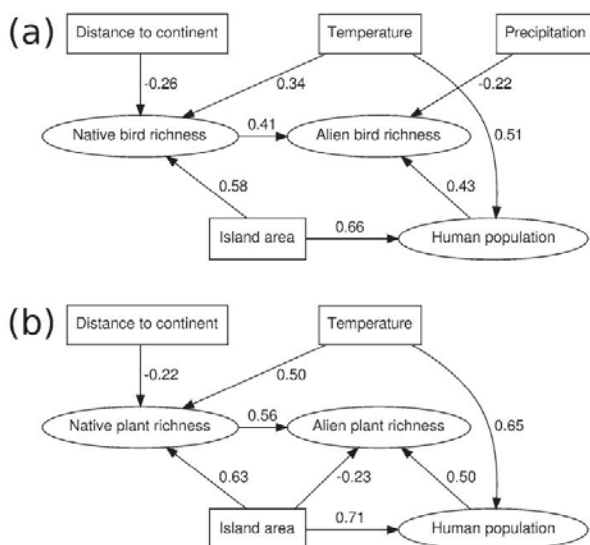 (a)
Distance to continent Temperature Precipitation
-0.26 0.34 -0.22
Native bird richness 0.41 Alien bird richness 0.51
0.58 0.43
Island area 0.66 Human population
(b)
Distance to continent Temperature
-0.22 0.50
Native plant richness 0.56 Alien plant richness 0.65
0.63 -0.23 0.50
Island area 0.71 Human population